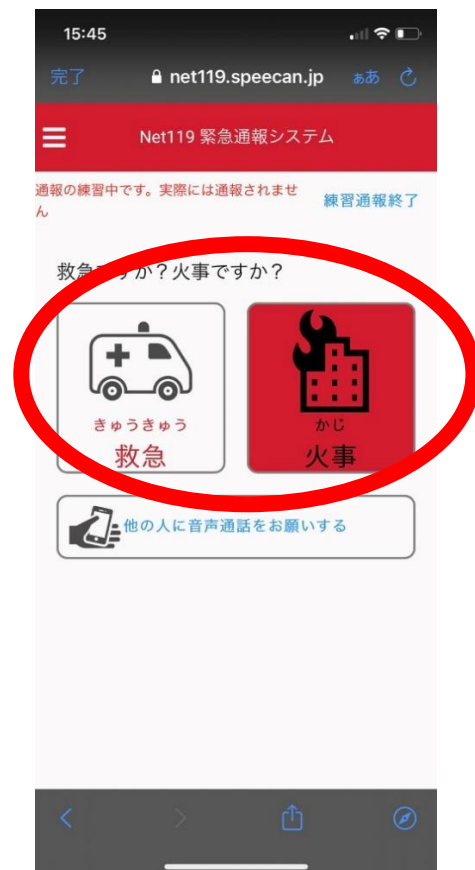 15:45
完了 net119.speecan.jp ぁあ
Net119 緊急通報システム
通報の練習中です。実際には通報されませ
ん
練習通報終了
救急ですか？火事ですか？
きゅうきゅう
救急
かじ
火事
他の人に音声通話をお願いする